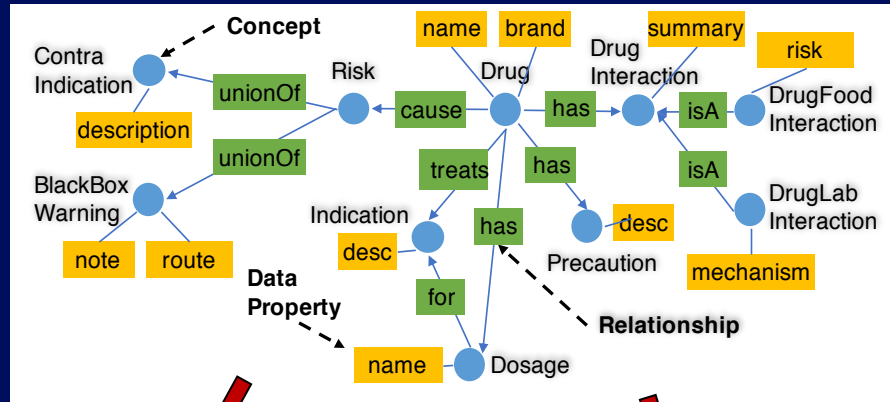 Concept
name
brand
summary
Contra
Indication
Risk
Drug
Drug
Interaction
risk
unionOf
cause
has
isA
DrugFood
Interaction
description
unionOf
treats
has
isA
BlackBox
Warning
Indication
has
DrugLab
Interaction
desc
desc
note
route
Precaution
mechanism
Data
Property
for
Relationship
name
Dosage